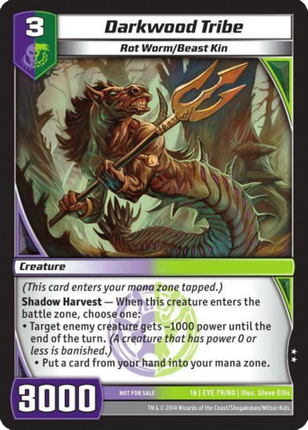 3
Darkwood Tribe
Rot Worm/Beast Kin
Creature
(This card enters your mana zone tapped.)
Shadow Harvest — When this creature enters the
battle zone, choose one:
• Target enemy creature gets -1000 power until the
end of the turn. (A creature that has power 0 or
less is banished.)
• Put a card from your hand into your mana zone.
3000
NOT FOR SALE
16 | EYE 79/80 | Illus. Steve Ellis
TM & © 2014 Wizards of the Coast/Shogakukan/Mitsui-Kids.